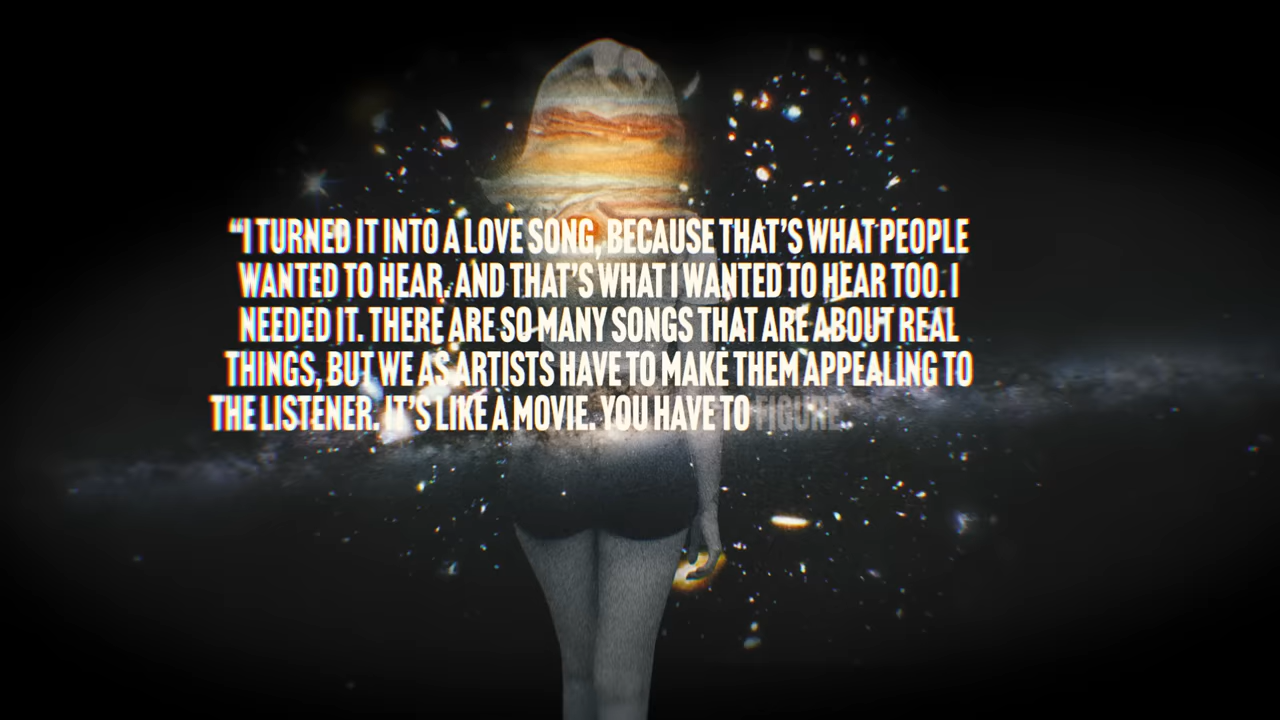 “I TURNED IT INTO A LOVE SONG, BECAUSE THAT’S WHAT PEOPLE
WANTED TO HEAR. AND THAT’S WHAT I WANTED TO HEAR TOO. I
NEEDED IT. THERE ARE SO MANY SONGS THAT ARE ABOUT REAL
THINGS, BUT WE AS ARTISTS HAVE TO MAKE THEM APPEALING TO
THE LISTENER. IT’S LIKE A MOVIE. YOU HAVE TO FIGURE